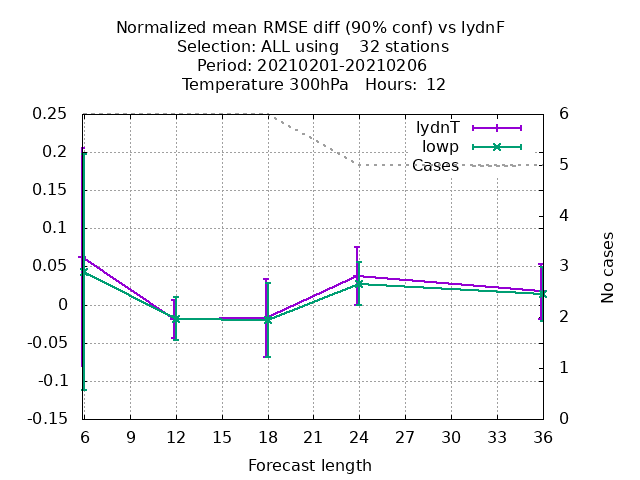 Normalized mean RMSE diff (90% conf) vs lydnF
Selection: ALL using    32 stations
Period: 20210201-20210206
Temperature 300hPa   Hours:  12
0.25
0.2
0.15
0.1
0.05
0
-0.05
-0.1
-0.15
6
5
4
3
2
1
0
lydnT
lowp
Cases
No cases
6 9 12 15 18 21 24 27 30 33 36
Forecast length